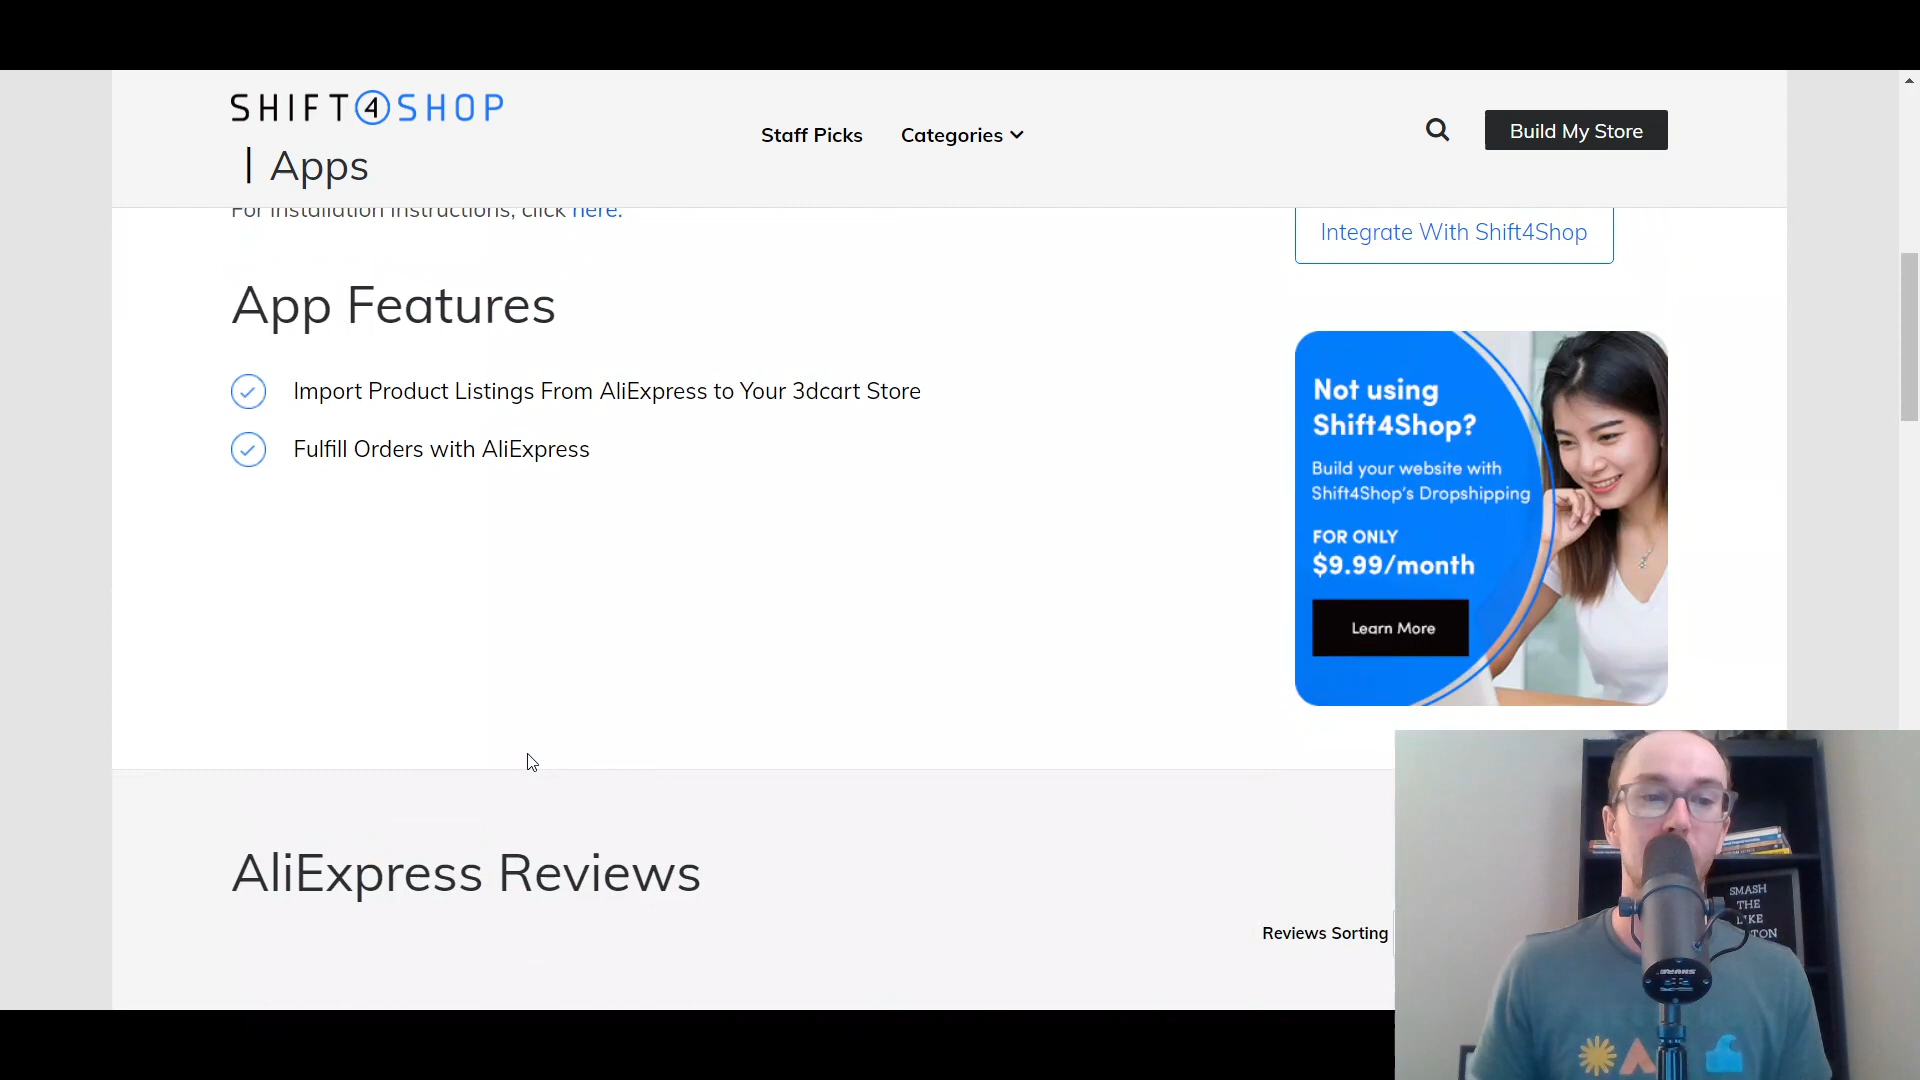 SHIFT4SHOP
| Apps
Staff Picks
Categories
Build My Store
For installation instructions, click here.
Integrate With Shift4Shop
App Features
Import Product Listings From AliExpress to Your 3dcart Store
Fulfill Orders with AliExpress
Not using
Shift4Shop?
Build your website with
Shift4Shop's Dropshipping
FOR ONLY
$9.99/month
Learn More
AliExpress Reviews
Reviews Sorting
SMASH
THE
SHURE